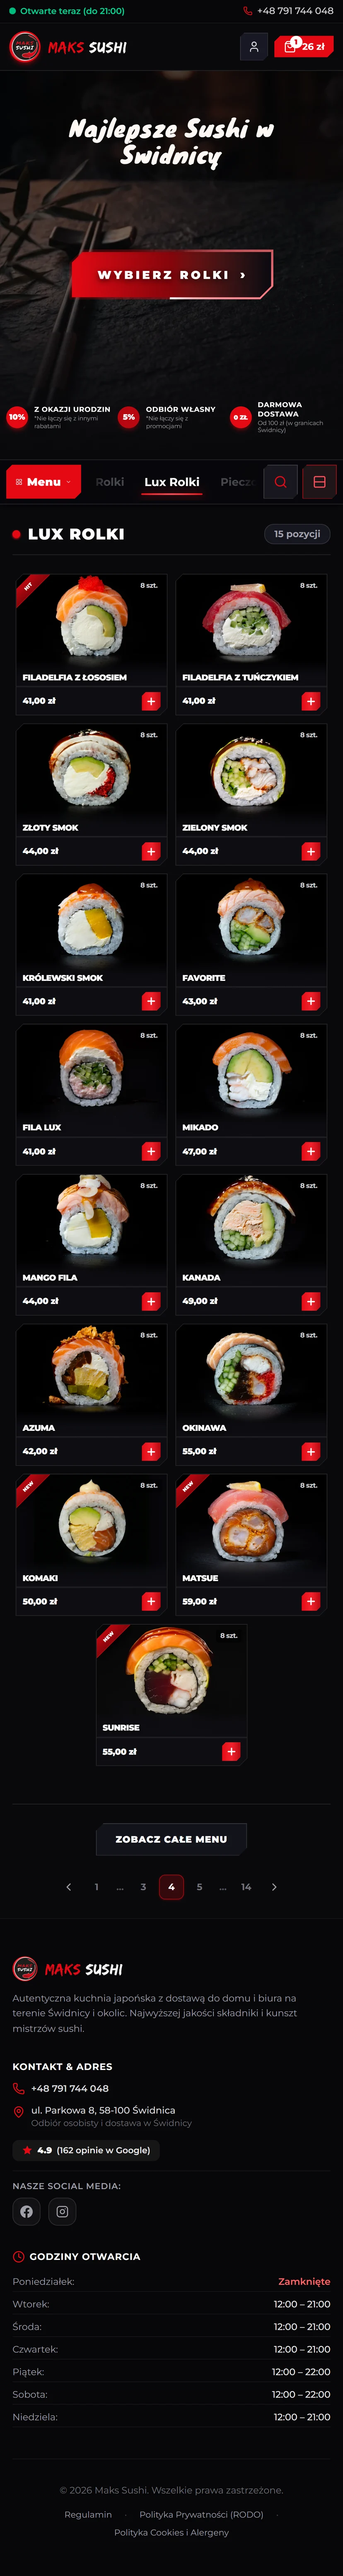 Otwarte teraz (do 21:00)
+48 791 744 048
MAKS SUSHI
1
26 zł
Najlepsze Sushi w
Świdnicy
WYBIERZ ROLKI ›
10%
Z OKAZJI URODZIN
*Nie łączy się z innymi
rabatami
5%
ODBIÓR WŁASNY
*Nie łączy się z
promocjami
0 ZŁ
DARMOWA
DOSTAWA
Od 100 zł (w granicach
Świdnicy)
Menu
Rolki
Lux Rolki
Pieczo
LUX ROLKI
15 pozycji
HIT
8 szt.
FILADELFIA Z ŁOSOSIEM
41,00 zł
8 szt.
FILADELFIA Z TUŃCZYKIEM
41,00 zł
8 szt.
ZŁOTY SMOK
44,00 zł
8 szt.
ZIELONY SMOK
44,00 zł
8 szt.
KRÓLEWSKI SMOK
41,00 zł
8 szt.
FAVORITE
43,00 zł
8 szt.
FILA LUX
41,00 zł
8 szt.
MIKADO
47,00 zł
8 szt.
MANGO FILA
44,00 zł
8 szt.
KANADA
49,00 zł
8 szt.
AZUMA
42,00 zł
8 szt.
OKINAWA
55,00 zł
NEW
8 szt.
KOMAKI
50,00 zł
NEW
8 szt.
MATSUE
59,00 zł
NEW
8 szt.
SUNRISE
55,00 zł
ZOBACZ CAŁE MENU
1 ... 3 4 5 ... 14
MAKS SUSHI
Autentyczna kuchnia japońska z dostawą do domu i biura na
terenie Świdnicy i okolic. Najwyższej jakości składniki i kunszt
mistrzów sushi.
KONTAKT & ADRES
+48 791 744 048
ul. Parkowa 8, 58-100 Świdnica
Odbiór osobisty i dostawa w Świdnicy
4.9 (162 opinie w Google)
NASZE SOCIAL MEDIA:
GODZINY OTWARCIA
Poniedziałek: Zamknięte
Wtorek: 12:00 – 21:00
Środa: 12:00 – 21:00
Czwartek: 12:00 – 21:00
Piątek: 12:00 – 22:00
Sobota: 12:00 – 22:00
Niedziela: 12:00 – 21:00
© 2026 Maks Sushi. Wszelkie prawa zastrzeżone.
Regulamin · Polityka Prywatności (RODO) ·
Polityka Cookies i Alergeny